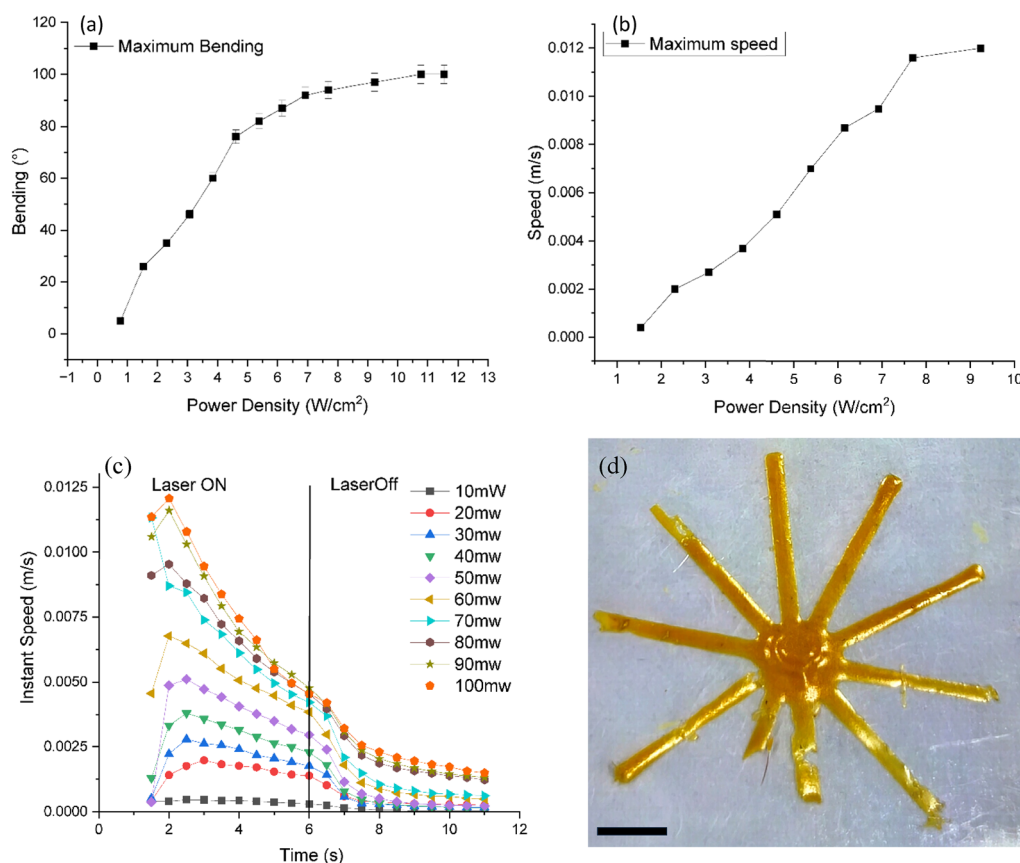 (a)
120
Maximum Bending
100
80
60
40
20
0
Bending (°)
−1 0 1 2 3 4 5 6 7 8 9 10 11 12 13
Power Density (W/cm²)
(b)
0.012
Maximum speed
0.010
0.008
0.006
0.004
0.002
0.000
Speed (m/s)
1 2 3 4 5 6 7 8 9 10
Power Density (W/cm²)
(c)
0.0125
0.0100
0.0075
0.0050
0.0025
0.0000
Instant Speed (m/s)
Laser ON
LaserOff
10mW
20mw
30mw
40mw
50mw
60mw
70mw
80mw
90mw
100mw
0 2 4 6 8 10 12
Time (s)
(d)